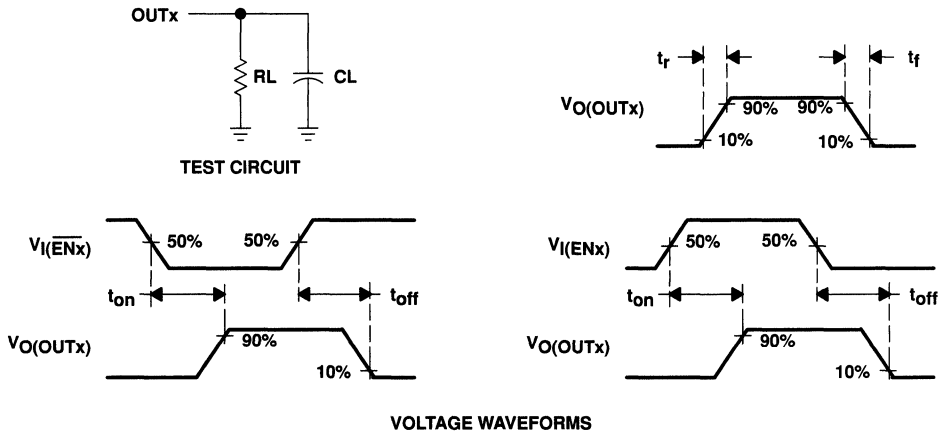 OUTx
RL
CL
TEST CIRCUIT
tr
tf
VO(OUTx)
90%
90%
10%
10%
VI(ENx)
50%
50%
ton
toff
VO(OUTx)
90%
10%
VI(ENx)
50%
50%
ton
toff
VO(OUTx)
90%
10%
VOLTAGE WAVEFORMS